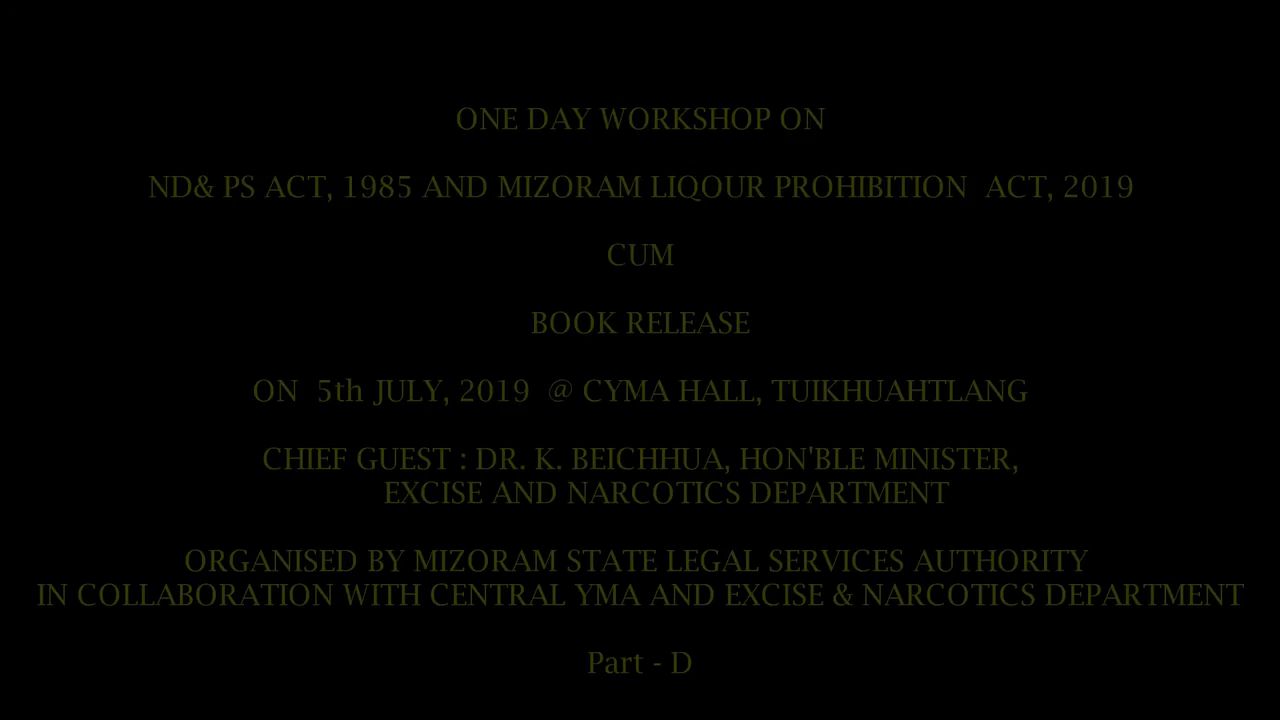 ONE DAY WORKSHOP ON
ND& PS ACT, 1985 AND MIZORAM LIQOUR PROHIBITION  ACT, 2019
CUM
BOOK RELEASE
ON  5th JULY, 2019  @ CYMA HALL, TUIKHUAHTLANG
CHIEF GUEST : DR. K. BEICHHUA, HON'BLE MINISTER,
EXCISE AND NARCOTICS DEPARTMENT
ORGANISED BY MIZORAM STATE LEGAL SERVICES AUTHORITY
IN COLLABORATION WITH CENTRAL YMA AND EXCISE & NARCOTICS DEPARTMENT
Part - D